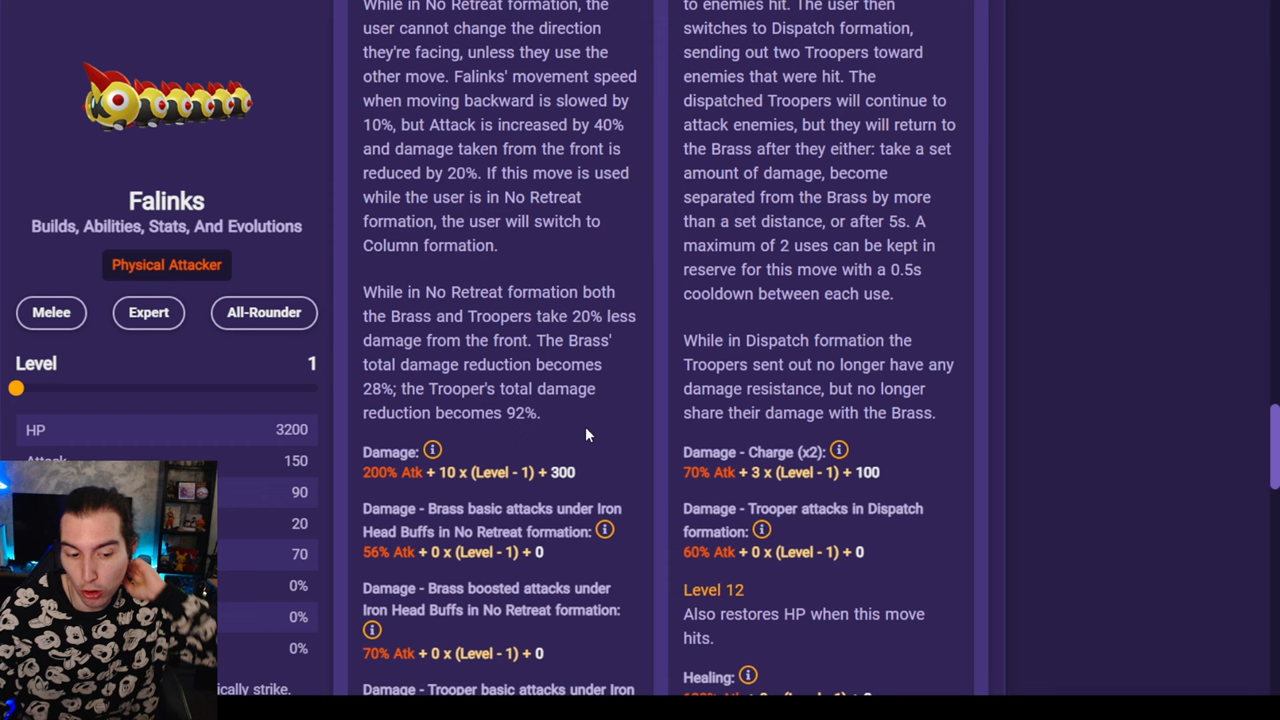 Falinks
Builds, Abilities, Stats, And Evolutions
Physical Attacker
Melee
Expert
All-Rounder
Level 1
HP 3200
Attack 150
90
20
70
0%
0%
0%
ically strike.
While in No Retreat formation, the
user cannot change the direction
they're facing, unless they use the
other move. Falinks' movement speed
when moving backward is slowed by
10%, but Attack is increased by 40%
and damage taken from the front is
reduced by 20%. If this move is used
while the user is in No Retreat
formation, the user will switch to
Column formation.
While in No Retreat formation both
the Brass and Troopers take 20% less
damage from the front. The Brass'
total damage reduction becomes
28%; the Trooper's total damage
reduction becomes 92%.
Damage:
200% Atk + 10 x (Level - 1) + 300
Damage - Brass basic attacks under Iron
Head Buffs in No Retreat formation:
56% Atk + 0 x (Level - 1) + 0
Damage - Brass boosted attacks under
Iron Head Buffs in No Retreat formation:
70% Atk + 0 x (Level - 1) + 0
Damage - Trooper basic attacks under Iron
to enemies hit. The user then
switches to Dispatch formation,
sending out two Troopers toward
enemies that were hit. The
dispatched Troopers will continue to
attack enemies, but they will return to
the Brass after they either: take a set
amount of damage, become
separated from the Brass by more
than a set distance, or after 5s. A
maximum of 2 uses can be kept in
reserve for this move with a 0.5s
cooldown between each use.
While in Dispatch formation the
Troopers sent out no longer have any
damage resistance, but no longer
share their damage with the Brass.
Damage - Charge (x2):
70% Atk + 3 x (Level - 1) + 100
Damage - Trooper attacks in Dispatch
formation:
60% Atk + 0 x (Level - 1) + 0
Level 12
Also restores HP when this move
hits.
Healing: